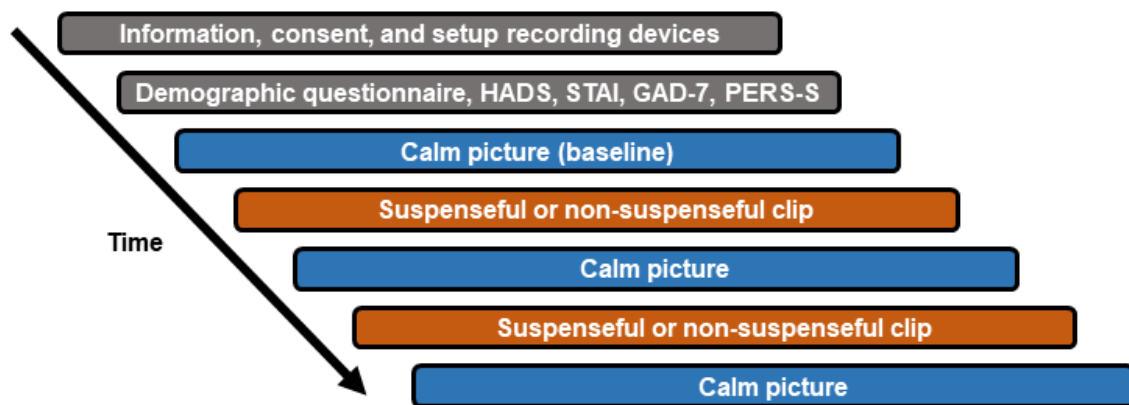 Information, consent, and setup recording devices
Demographic questionnaire, HADS, STAI, GAD-7, PERS-S
Calm picture (baseline)
Suspenseful or non-suspenseful clip
Time
Calm picture
Suspenseful or non-suspenseful clip
Calm picture